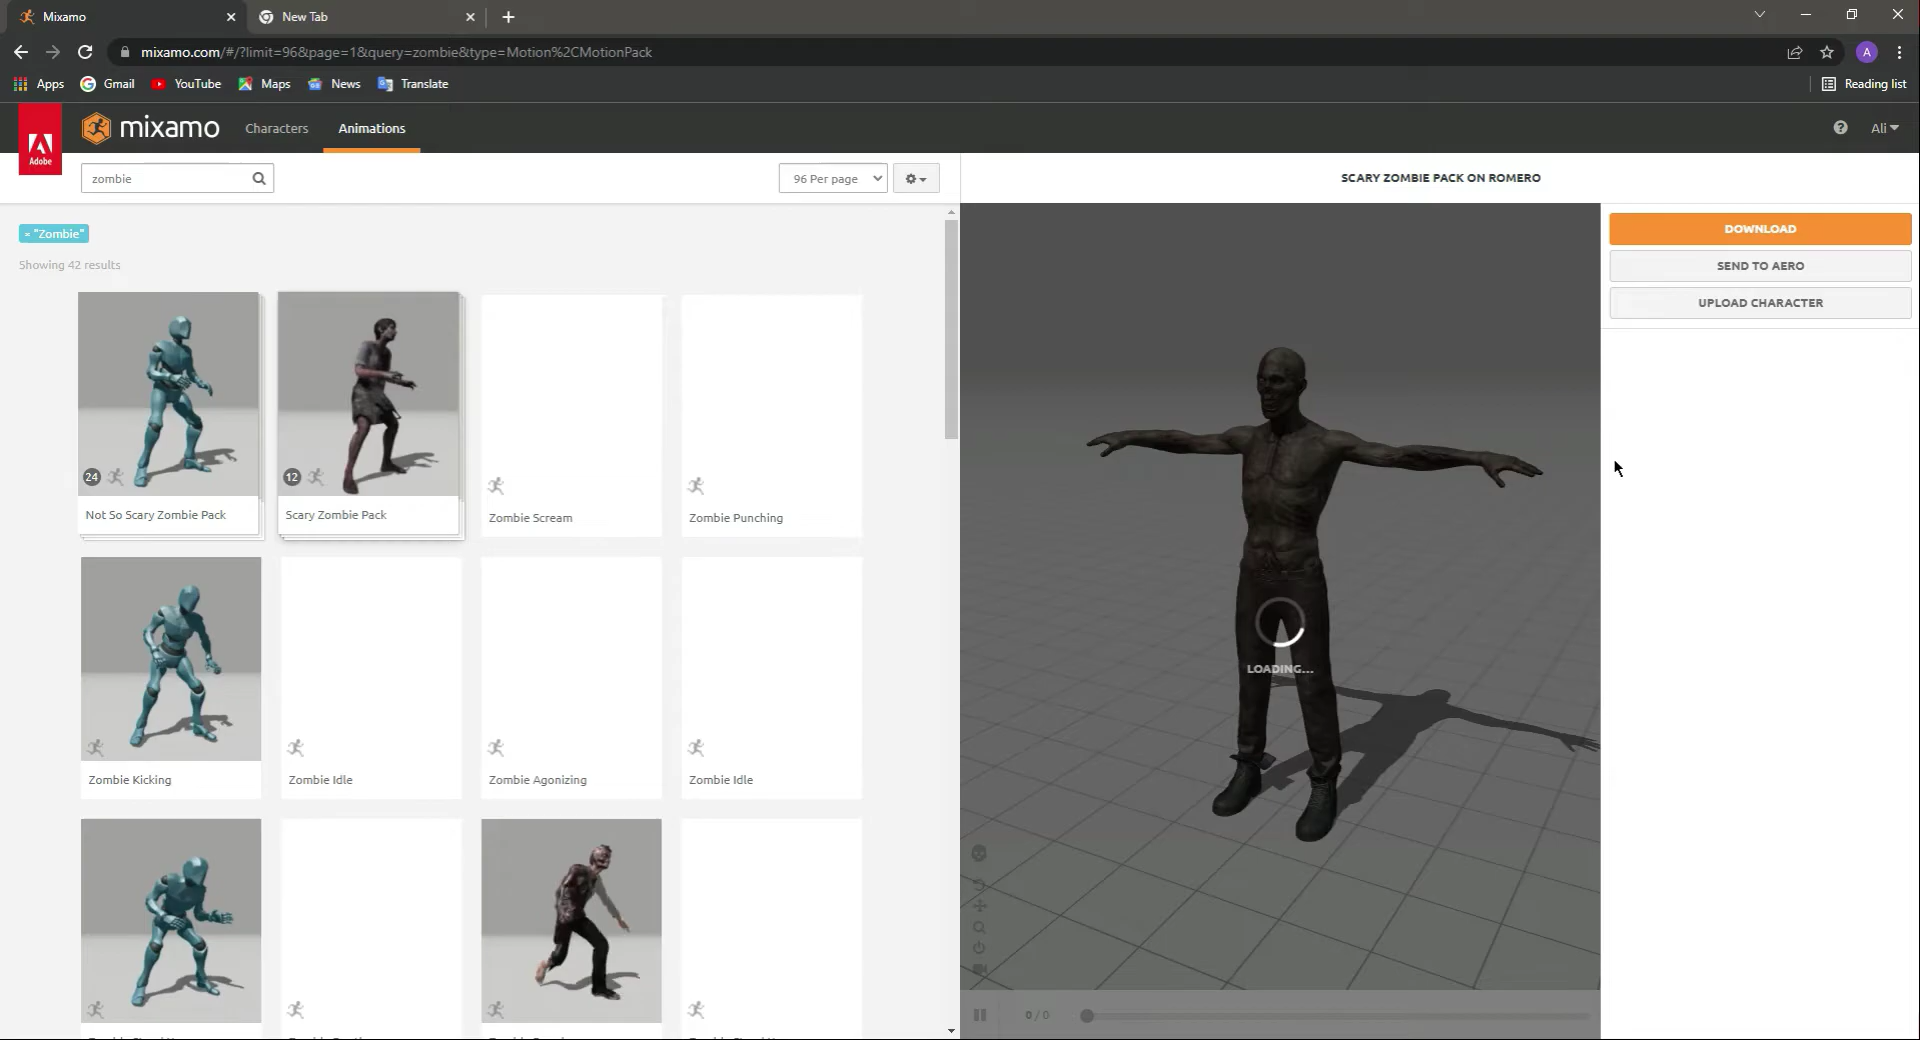 Mixamo
New Tab
mixamo.com/#/?limit=96&page=1&query=zombie&type=Motion%2CMotionPack
A
Apps
Gmail
YouTube
Maps
News
Translate
Reading list
Adobe
mixamo
Characters
Animations
Ali
zombie
96 Per page
SCARY ZOMBIE PACK ON ROMERO
× "Zombie"
Showing 42 results
DOWNLOAD
SEND TO AERO
UPLOAD CHARACTER
24
12
Not So Scary Zombie Pack
Scary Zombie Pack
Zombie Scream
Zombie Punching
LOADING...
Zombie Kicking
Zombie Idle
Zombie Agonizing
Zombie Idle
0 / 0